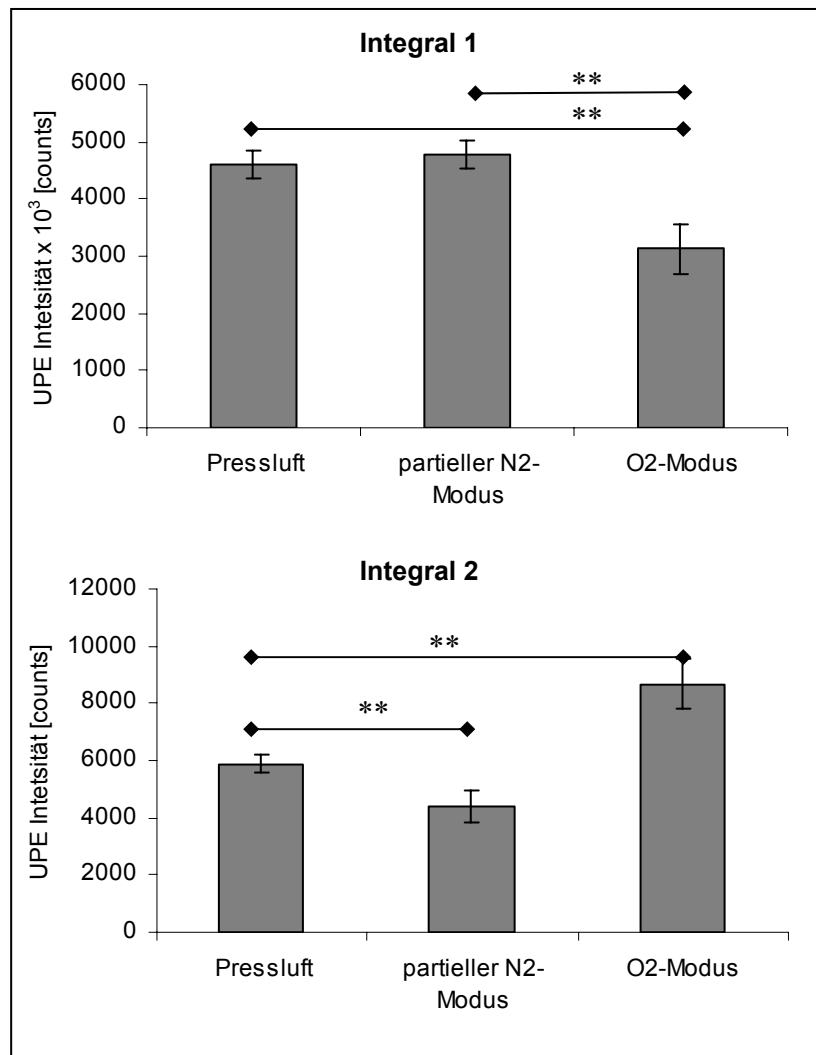 Integral 1
**
**
UPE Intetsität x 10³ [counts]
6000
5000
4000
3000
2000
1000
0
Pressluft
partieller N2-
Modus
O2-Modus
Integral 2
**
**
UPE Intetsität [counts]
12000
10000
8000
6000
4000
2000
0
Pressluft
partieller N2-
Modus
O2-Modus